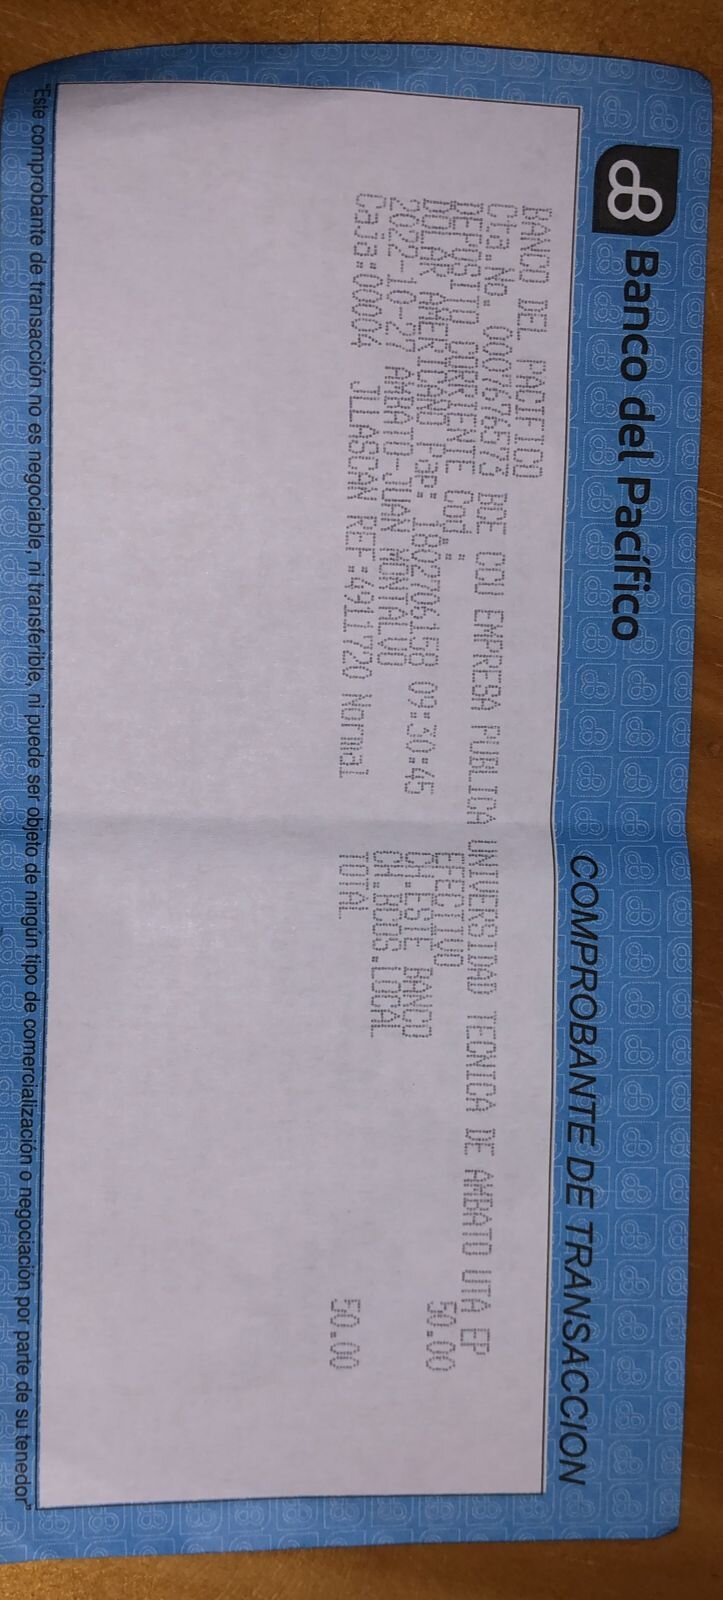 Banco del Pacífico
COMPROBANTE DE TRANSACCION
BANCO DEL PACIFICO
Cta.No. 0007676573 BCE CCU EMPRESA PUBLICA UNIVERSIDAD TECNICA DE AMBATO UTA EP
DEPOSITO CORRIENTE Cod.: EFECTIVO 50.00
DOLAR AMERICANO Pap: 1802706158 09:30:45 CH.ESTE BANCO
2022-10-27 AMBATO-JUAN MONTALVO CH.BCOS.LOCAL
Caja:00004 JLLASCAN REF:4911720 Normal TOTAL 50.00
"Este comprobante de transacción no es negociable, ni transferible, ni puede ser objeto de ningún tipo de comercialización o negociación por parte de su tenedor"